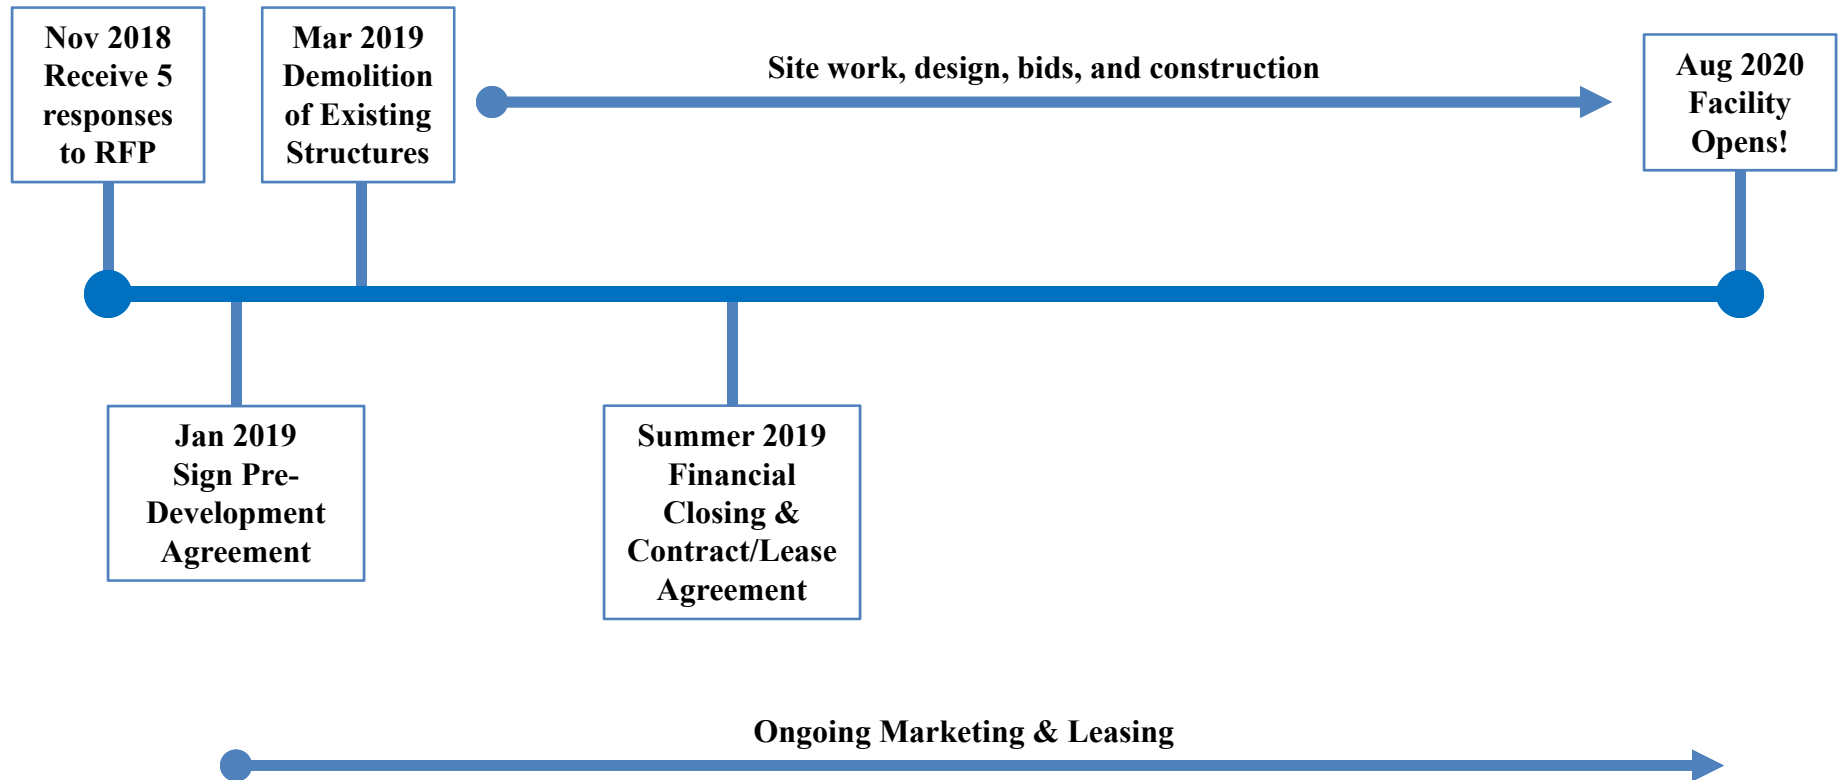 Nov 2018
Receive 5
responses
to RFP
Mar 2019
Demolition
of Existing
Structures
Site work, design, bids, and construction
Aug 2020
Facility
Opens!
Jan 2019
Sign Pre-
Development
Agreement
Summer 2019
Financial
Closing &
Contract/Lease
Agreement
Ongoing Marketing & Leasing